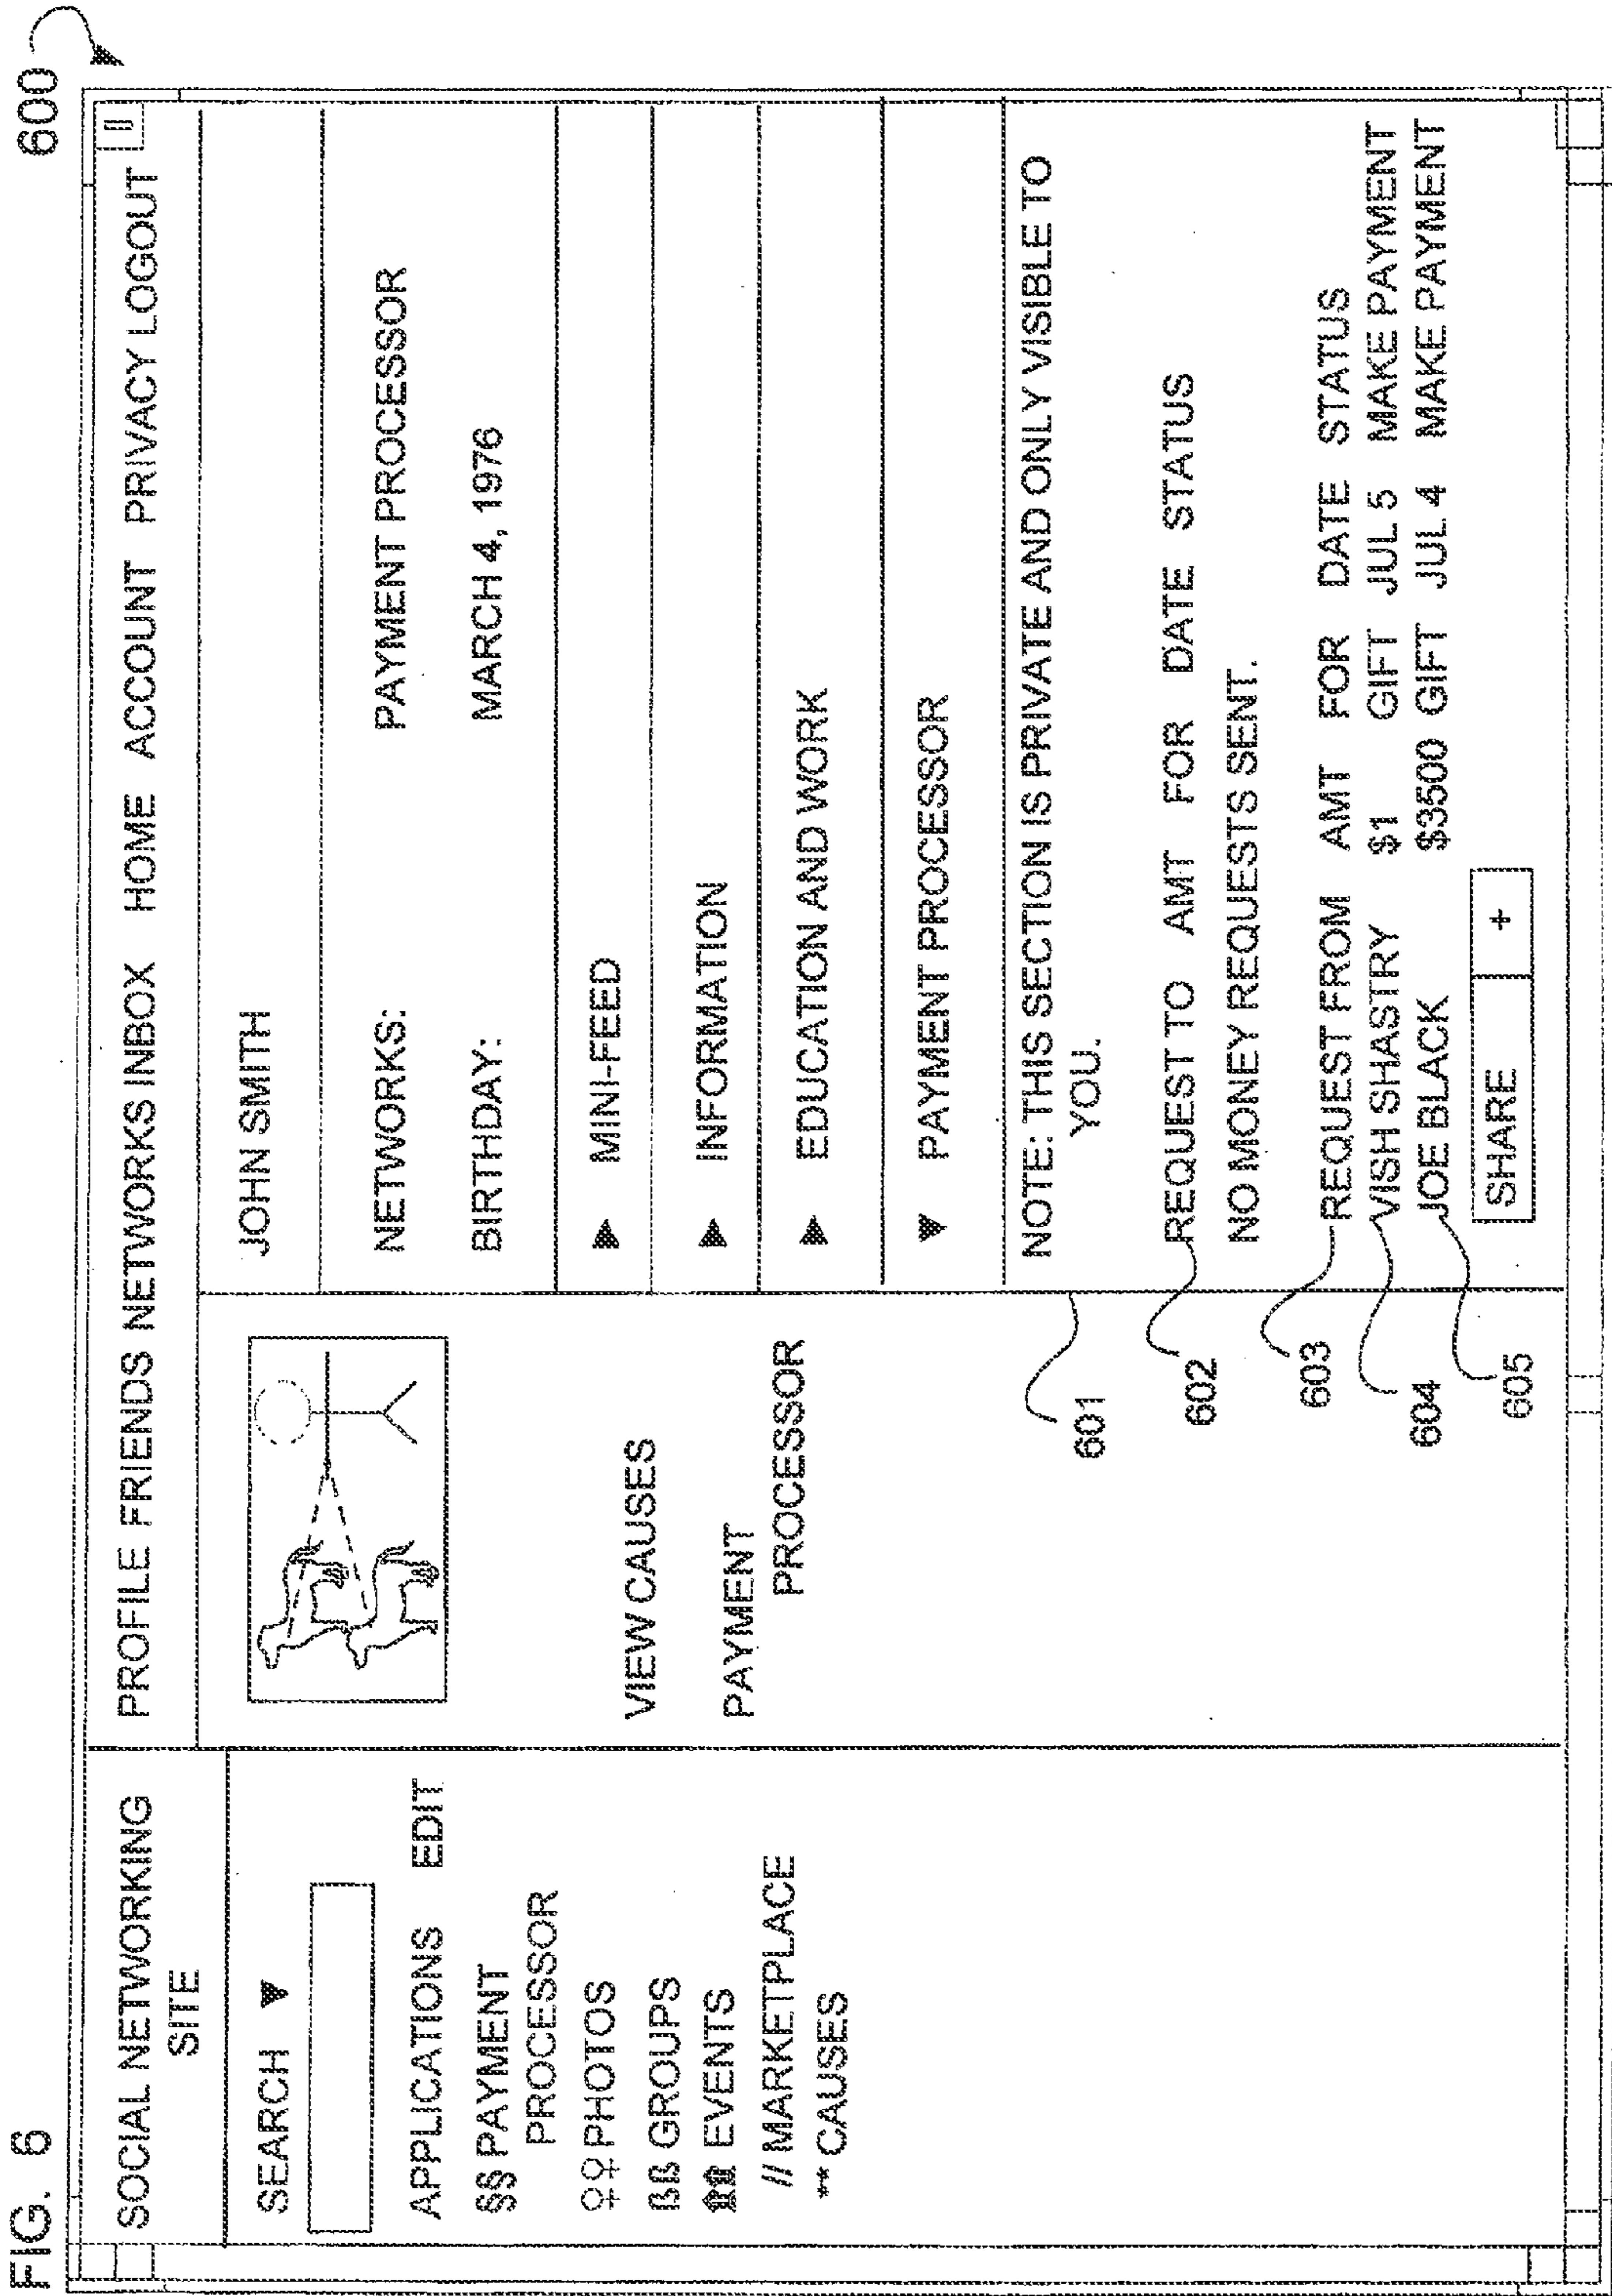 FIG. 6
600
SOCIAL NETWORKING
SITE
PROFILE FRIENDS NETWORKS INBOX HOME ACCOUNT PRIVACY LOGOUT
SEARCH ▼
APPLICATIONS EDIT
§§ PAYMENT
PROCESSOR
♀♀ PHOTOS
ßß GROUPS
EVENTS
// MARKETPLACE
** CAUSES
VIEW CAUSES
PAYMENT
PROCESSOR
JOHN SMITH
NETWORKS: PAYMENT PROCESSOR
BIRTHDAY: MARCH 4, 1976
MINI-FEED
INFORMATION
EDUCATION AND WORK
PAYMENT PROCESSOR
601
NOTE: THIS SECTION IS PRIVATE AND ONLY VISIBLE TO
YOU.
602
REQUEST TO AMT FOR DATE STATUS
NO MONEY REQUESTS SENT.
603
REQUEST FROM AMT FOR DATE STATUS
604
VISH SHASTRY $1 GIFT JUL 5 MAKE PAYMENT
605
JOE BLACK $3500 GIFT JUL 4 MAKE PAYMENT
SHARE +